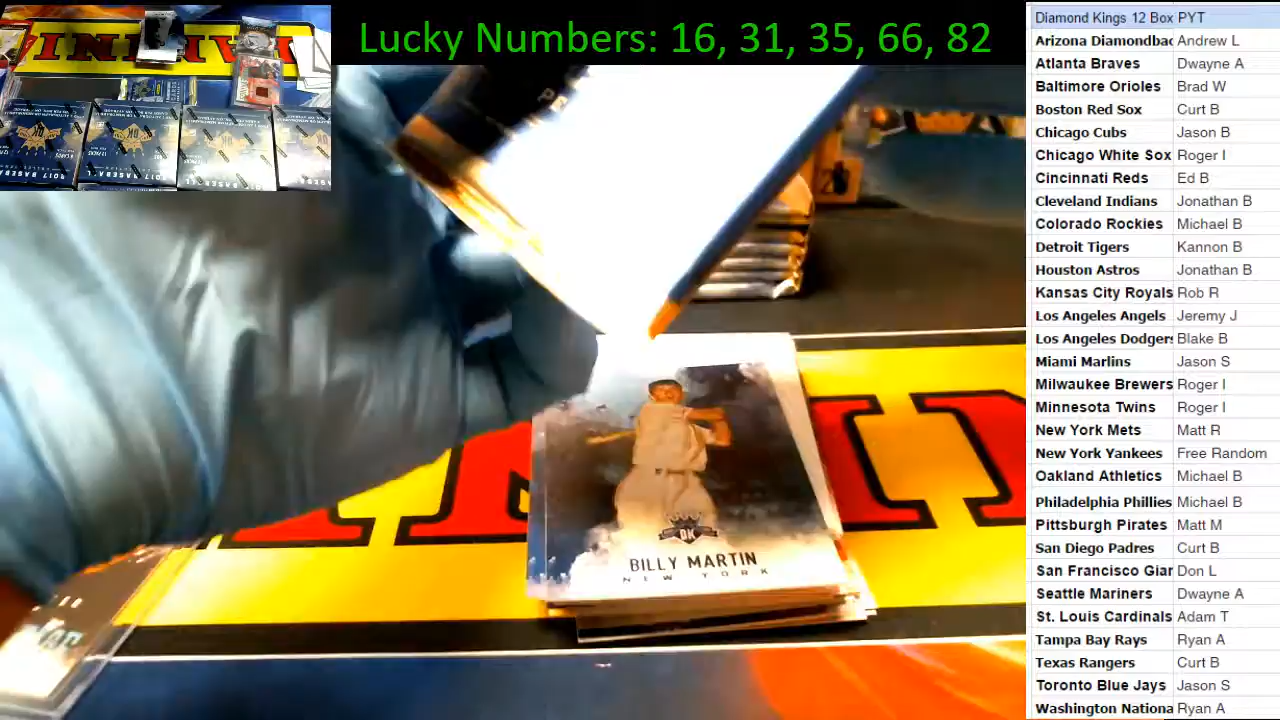 Lucky Numbers: 16, 31, 35, 66, 82
Diamond Kings 12 Box PYT
Arizona Diamondbac Andrew L
Atlanta Braves Dwayne A
Baltimore Orioles Brad W
Boston Red Sox Curt B
Chicago Cubs Jason B
Chicago White Sox Roger I
Cincinnati Reds Ed B
Cleveland Indians Jonathan B
Colorado Rockies Michael B
Detroit Tigers Kannon B
Houston Astros Jonathan B
Kansas City Royals Rob R
Los Angeles Angels Jeremy J
Los Angeles Dodgers Blake B
Miami Marlins Jason S
Milwaukee Brewers Roger I
Minnesota Twins Roger I
New York Mets Matt R
New York Yankees Free Random
Oakland Athletics Michael B
Philadelphia Phillies Michael B
Pittsburgh Pirates Matt M
San Diego Padres Curt B
San Francisco Gian Don L
Seattle Mariners Dwayne A
St. Louis Cardinals Adam T
Tampa Bay Rays Ryan A
Texas Rangers Curt B
Toronto Blue Jays Jason S
Washington Nationa Ryan A
DK
BILLY MARTIN
NEW YORK